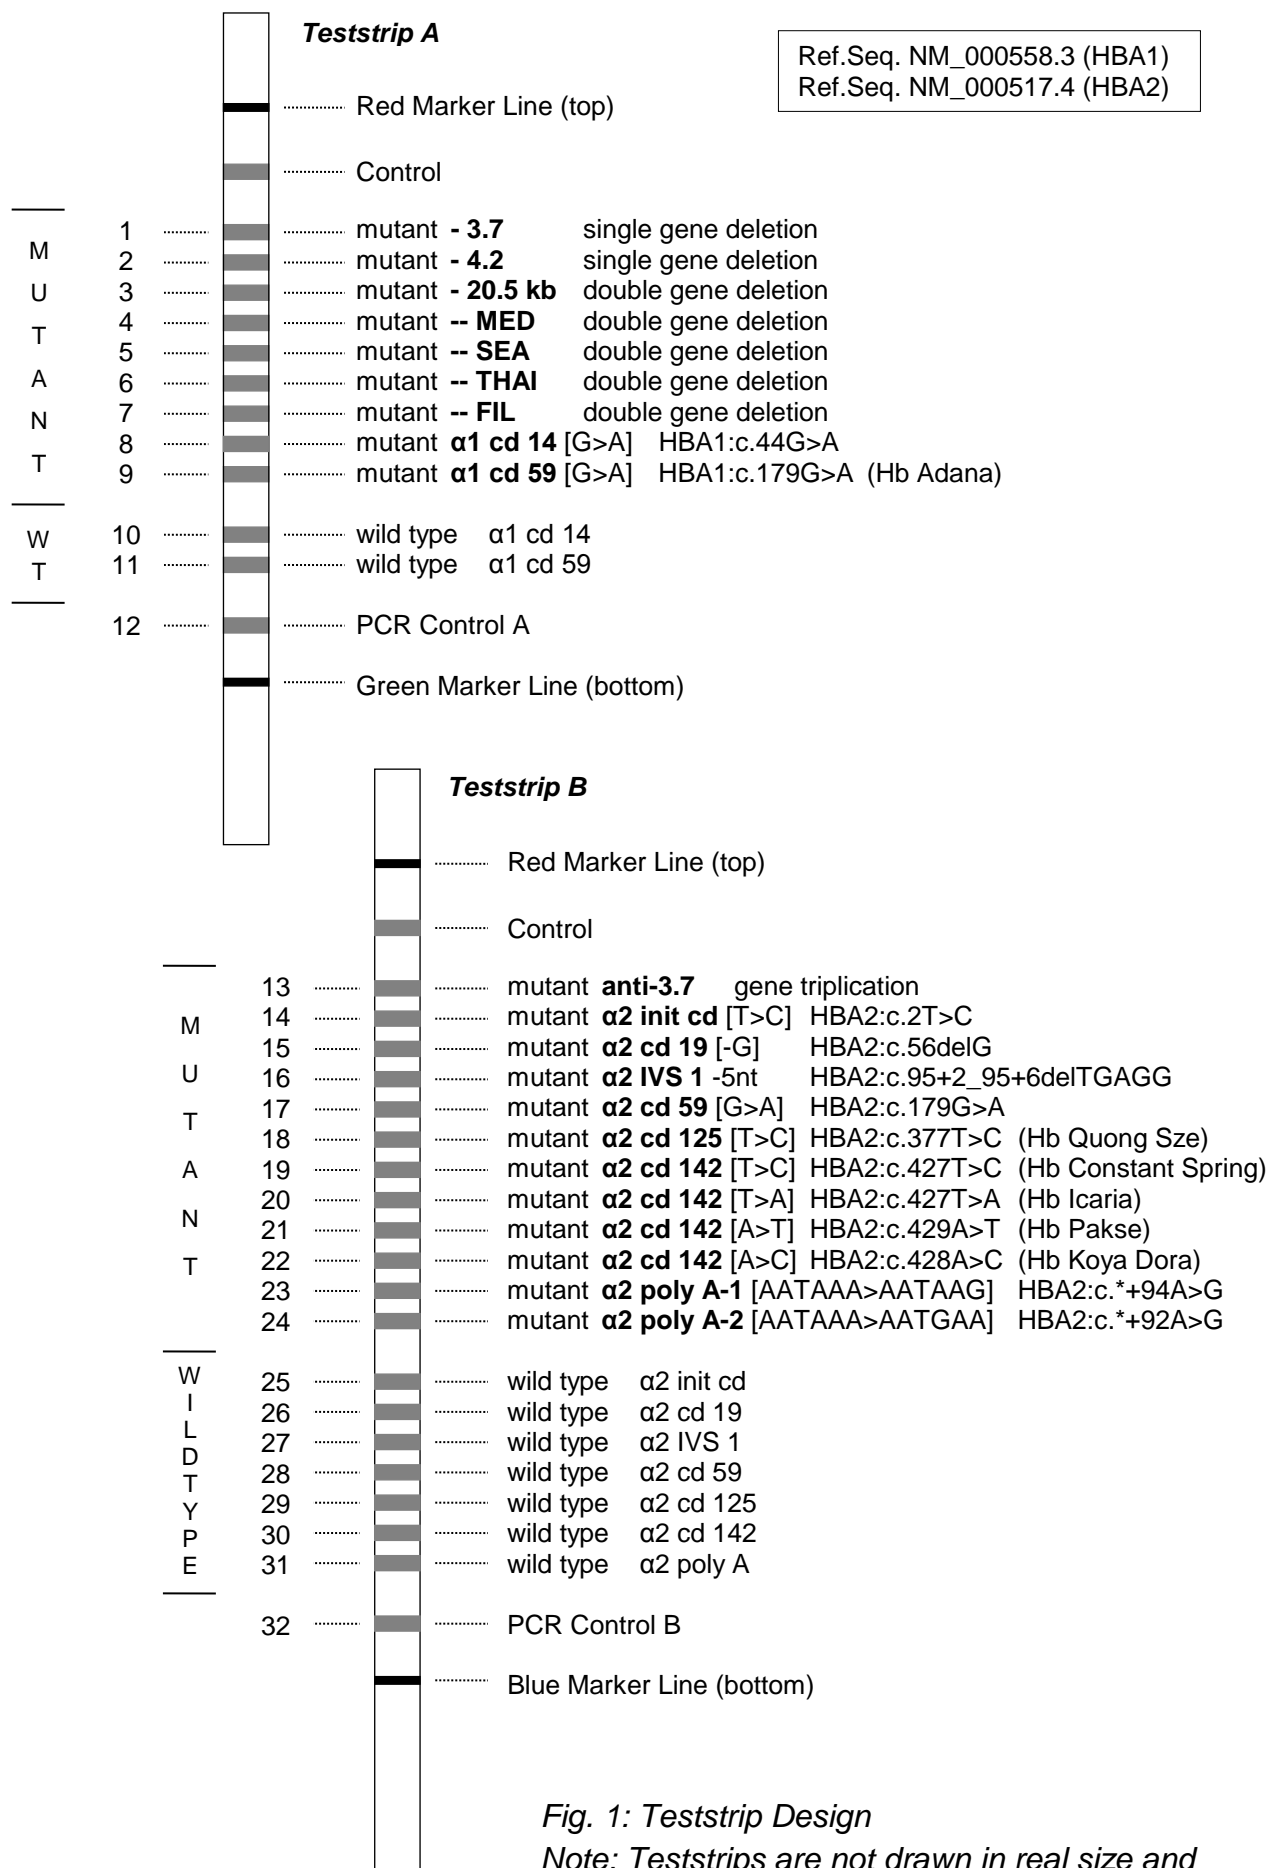 Teststrip A
Ref.Seq. NM_000558.3 (HBA1)
Ref.Seq. NM_000517.4 (HBA2)
Red Marker Line (top)
Control
MUTANT
1 mutant - 3.7 single gene deletion
2 mutant - 4.2 single gene deletion
3 mutant - 20.5 kb double gene deletion
4 mutant -- MED double gene deletion
5 mutant -- SEA double gene deletion
6 mutant -- THAI double gene deletion
7 mutant -- FIL double gene deletion
8 mutant α1 cd 14 [G>A] HBA1:c.44G>A
9 mutant α1 cd 59 [G>A] HBA1:c.179G>A (Hb Adana)
WT
10 wild type α1 cd 14
11 wild type α1 cd 59
12 PCR Control A
Green Marker Line (bottom)
Teststrip B
Red Marker Line (top)
Control
MUTANT
13 mutant anti-3.7 gene triplication
14 mutant α2 init cd [T>C] HBA2:c.2T>C
15 mutant α2 cd 19 [-G] HBA2:c.56delG
16 mutant α2 IVS 1 -5nt HBA2:c.95+2_95+6delTGAGG
17 mutant α2 cd 59 [G>A] HBA2:c.179G>A
18 mutant α2 cd 125 [T>C] HBA2:c.377T>C (Hb Quong Sze)
19 mutant α2 cd 142 [T>C] HBA2:c.427T>C (Hb Constant Spring)
20 mutant α2 cd 142 [T>A] HBA2:c.427T>A (Hb Icaria)
21 mutant α2 cd 142 [A>T] HBA2:c.429A>T (Hb Pakse)
22 mutant α2 cd 142 [A>C] HBA2:c.428A>C (Hb Koya Dora)
23 mutant α2 poly A-1 [AATAAA>AATAAG] HBA2:c.*+94A>G
24 mutant α2 poly A-2 [AATAAA>AATGAA] HBA2:c.*+92A>G
WILDTYPE
25 wild type α2 init cd
26 wild type α2 cd 19
27 wild type α2 IVS 1
28 wild type α2 cd 59
29 wild type α2 cd 125
30 wild type α2 cd 142
31 wild type α2 poly A
32 PCR Control B
Blue Marker Line (bottom)
Fig. 1: Teststrip Design
Note: Teststrips are not drawn in real size and